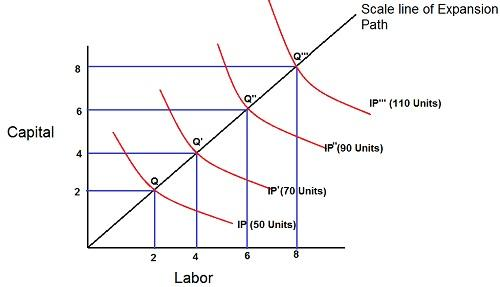 Scale line of Expansion
Path
Q'''
8
IP''' (110 Units)
Q''
6
Capital
IP''(90 Units)
Q'
4
Q
2
IP'(70 Units)
IP (50 Units)
2 4 6 8
Labor